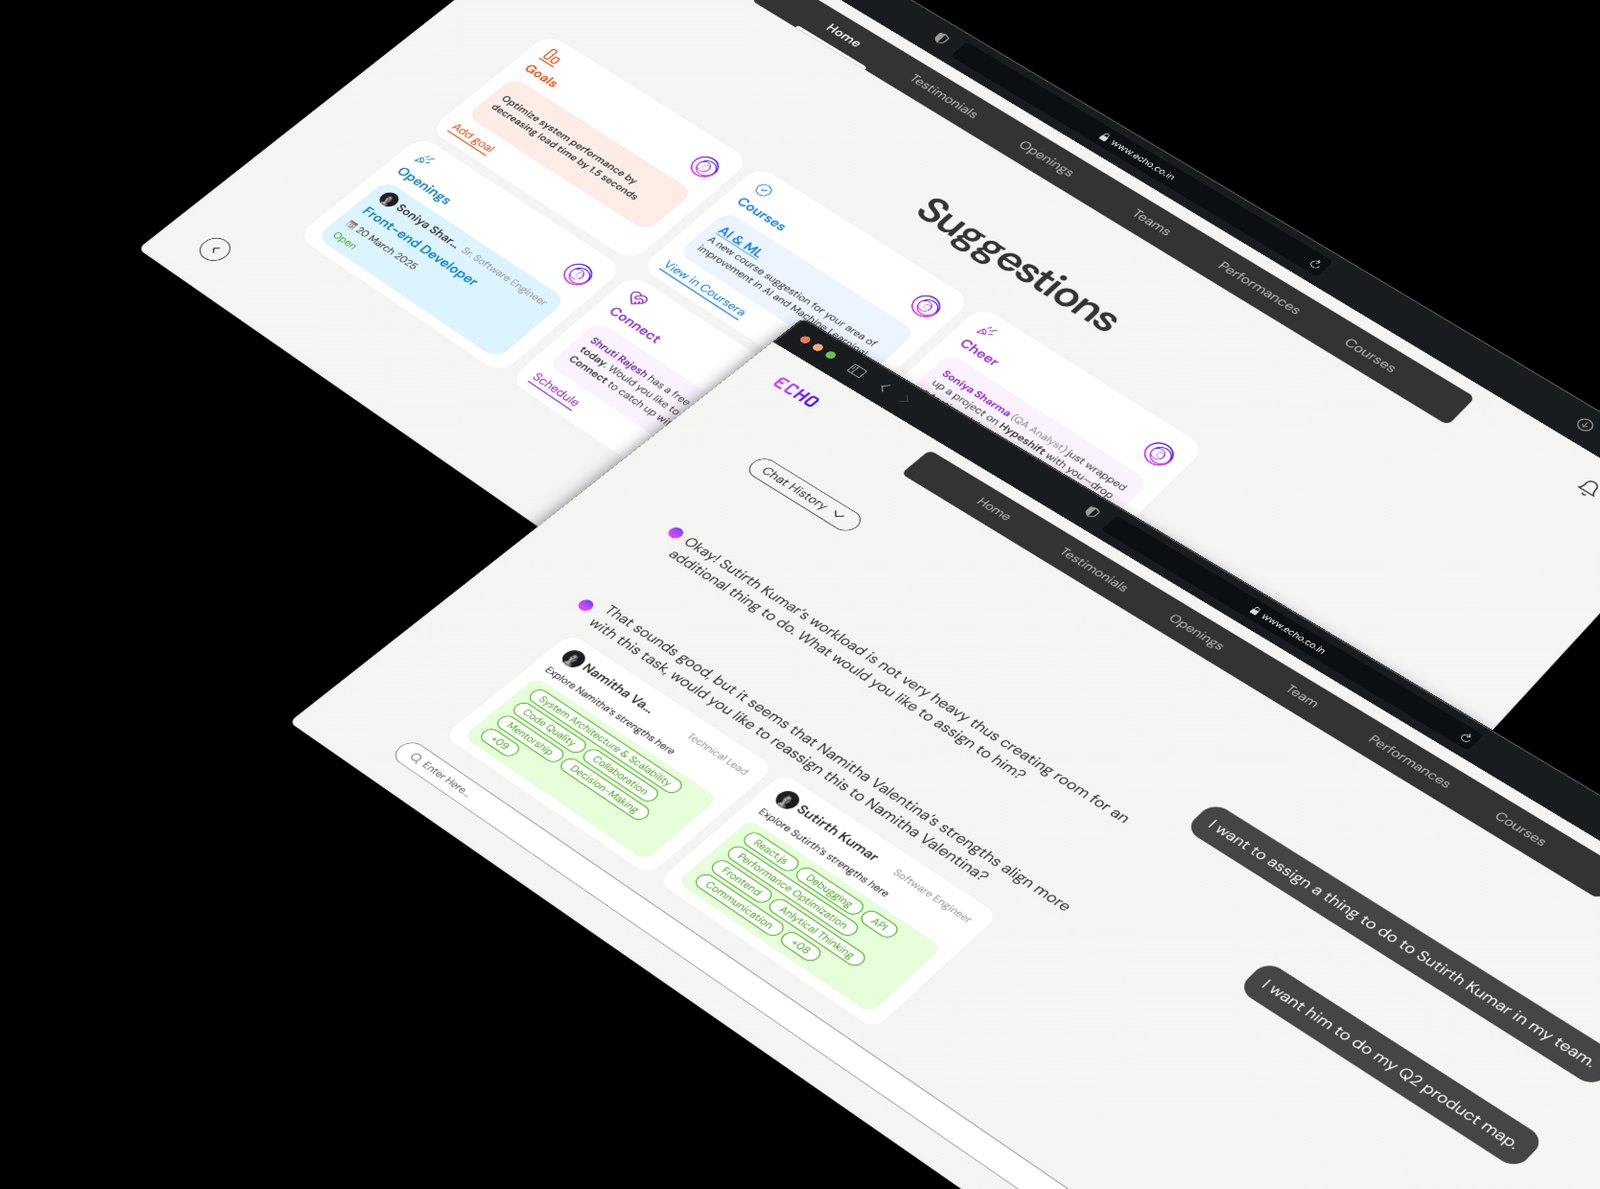 Home
Testimonials
Openings
Teams
Performances
Courses
www.echo.co.in
Suggestions
Goals
Optimize system performance by
decreasing load time by 1.5 seconds
Add goal
Openings
Soniya Shar... Sr. Software Engineer
Front-end Developer
20 March 2025
Open
Courses
AI & ML
A new course suggestion for your area of
improvement in AI and Machine Learning!
View in Coursera
Connect
Shruti Rajesh has a free
today. Would you like to
Connect to catch up wi
Schedule
Cheer
Soniya Sharma (QA Analyst) just wrapped
up a project on Hypeshift with you—drop
ECHO
www.echo.co.in
Home
Testimonials
Openings
Team
Performances
Courses
Chat History
I want to assign a thing to do to Sutirth Kumar in my team.
Okay! Sutirth Kumar's workload is not very heavy thus creating room for an
additional thing to do. What would you like to assign to him?
I want him to do my Q2 product map.
That sounds good, but it seems that Namitha Valentina's strengths align more
with this task, would you like to reassign this to Namitha Valentina?
Namitha Va... Technical Lead
Explore Namitha's strengths here
System Architecture & Scalability
Code Quality Collaboration
Mentorship Decision-Making
+09
Sutirth Kumar Software Engineer
Explore Sutirth's strengths here
React.js Debugging API
Performance Optimization
Frontend Anlytical Thinking
Communication +08
Enter Here...